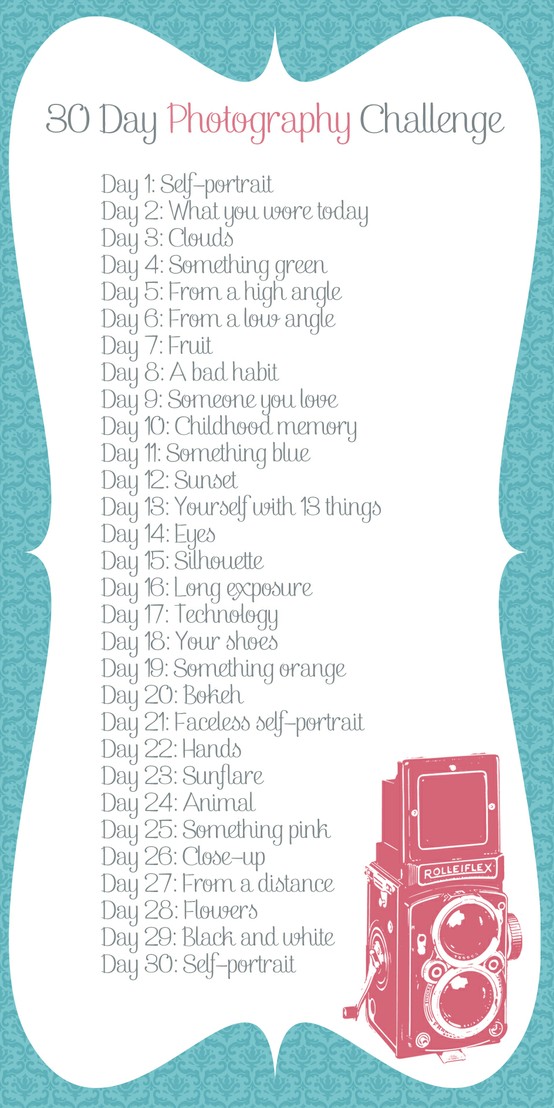 30 Day Photography Challenge
Day 1: Self-portrait
Day 2: What you wore today
Day 3: Clouds
Day 4: Something green
Day 5: From a high angle
Day 6: From a low angle
Day 7: Fruit
Day 8: A bad habit
Day 9: Someone you love
Day 10: Childhood memory
Day 11: Something blue
Day 12: Sunset
Day 13: Yourself with 13 things
Day 14: Eyes
Day 15: Silhouette
Day 16: Long exposure
Day 17: Technology
Day 18: Your shoes
Day 19: Something orange
Day 20: Bokeh
Day 21: Faceless self-portrait
Day 22: Hands
Day 23: Sunflare
Day 24: Animal
Day 25: Something pink
Day 26: Close-up
Day 27: From a distance
Day 28: Flowers
Day 29: Black and white
Day 30: Self-portrait
ROLLEIFLEX